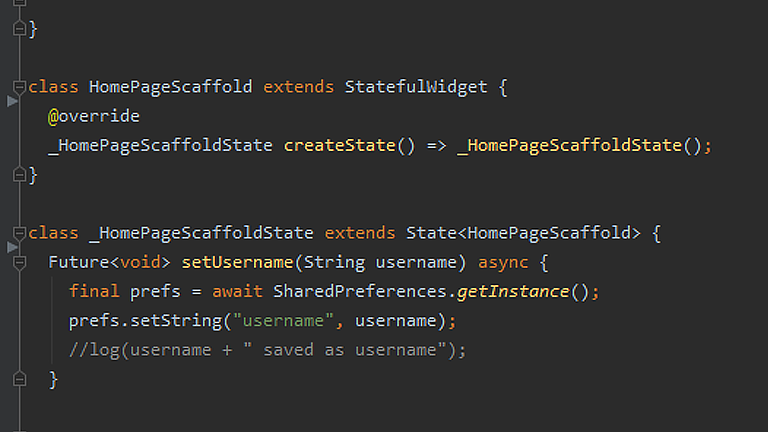 }
class HomePageScaffold extends StatefulWidget {
@override
_HomePageScaffoldState createState() => _HomePageScaffoldState();
}
class _HomePageScaffoldState extends State<HomePageScaffold> {
Future<void> setUsername(String username) async {
final prefs = await SharedPreferences.getInstance();
prefs.setString("username", username);
//log(username + " saved as username");
}